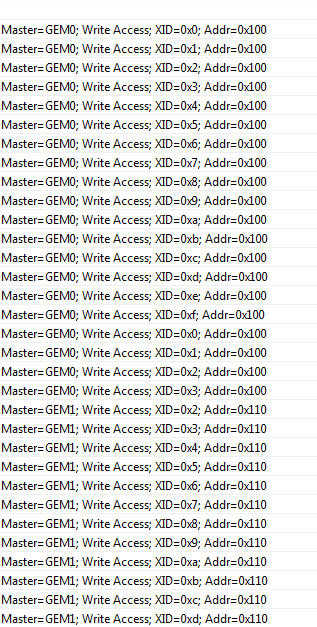 Master=GEM0; Write Access; XID=0x0; Addr=0x100
Master=GEM0; Write Access; XID=0x1; Addr=0x100
Master=GEM0; Write Access; XID=0x2; Addr=0x100
Master=GEM0; Write Access; XID=0x3; Addr=0x100
Master=GEM0; Write Access; XID=0x4; Addr=0x100
Master=GEM0; Write Access; XID=0x5; Addr=0x100
Master=GEM0; Write Access; XID=0x6; Addr=0x100
Master=GEM0; Write Access; XID=0x7; Addr=0x100
Master=GEM0; Write Access; XID=0x8; Addr=0x100
Master=GEM0; Write Access; XID=0x9; Addr=0x100
Master=GEM0; Write Access; XID=0xa; Addr=0x100
Master=GEM0; Write Access; XID=0xb; Addr=0x100
Master=GEM0; Write Access; XID=0xc; Addr=0x100
Master=GEM0; Write Access; XID=0xd; Addr=0x100
Master=GEM0; Write Access; XID=0xe; Addr=0x100
Master=GEM0; Write Access; XID=0xf; Addr=0x100
Master=GEM0; Write Access; XID=0x0; Addr=0x100
Master=GEM0; Write Access; XID=0x1; Addr=0x100
Master=GEM0; Write Access; XID=0x2; Addr=0x100
Master=GEM0; Write Access; XID=0x3; Addr=0x100
Master=GEM1; Write Access; XID=0x2; Addr=0x110
Master=GEM1; Write Access; XID=0x3; Addr=0x110
Master=GEM1; Write Access; XID=0x4; Addr=0x110
Master=GEM1; Write Access; XID=0x5; Addr=0x110
Master=GEM1; Write Access; XID=0x6; Addr=0x110
Master=GEM1; Write Access; XID=0x7; Addr=0x110
Master=GEM1; Write Access; XID=0x8; Addr=0x110
Master=GEM1; Write Access; XID=0x9; Addr=0x110
Master=GEM1; Write Access; XID=0xa; Addr=0x110
Master=GEM1; Write Access; XID=0xb; Addr=0x110
Master=GEM1; Write Access; XID=0xc; Addr=0x110
Master=GEM1; Write Access; XID=0xd; Addr=0x110